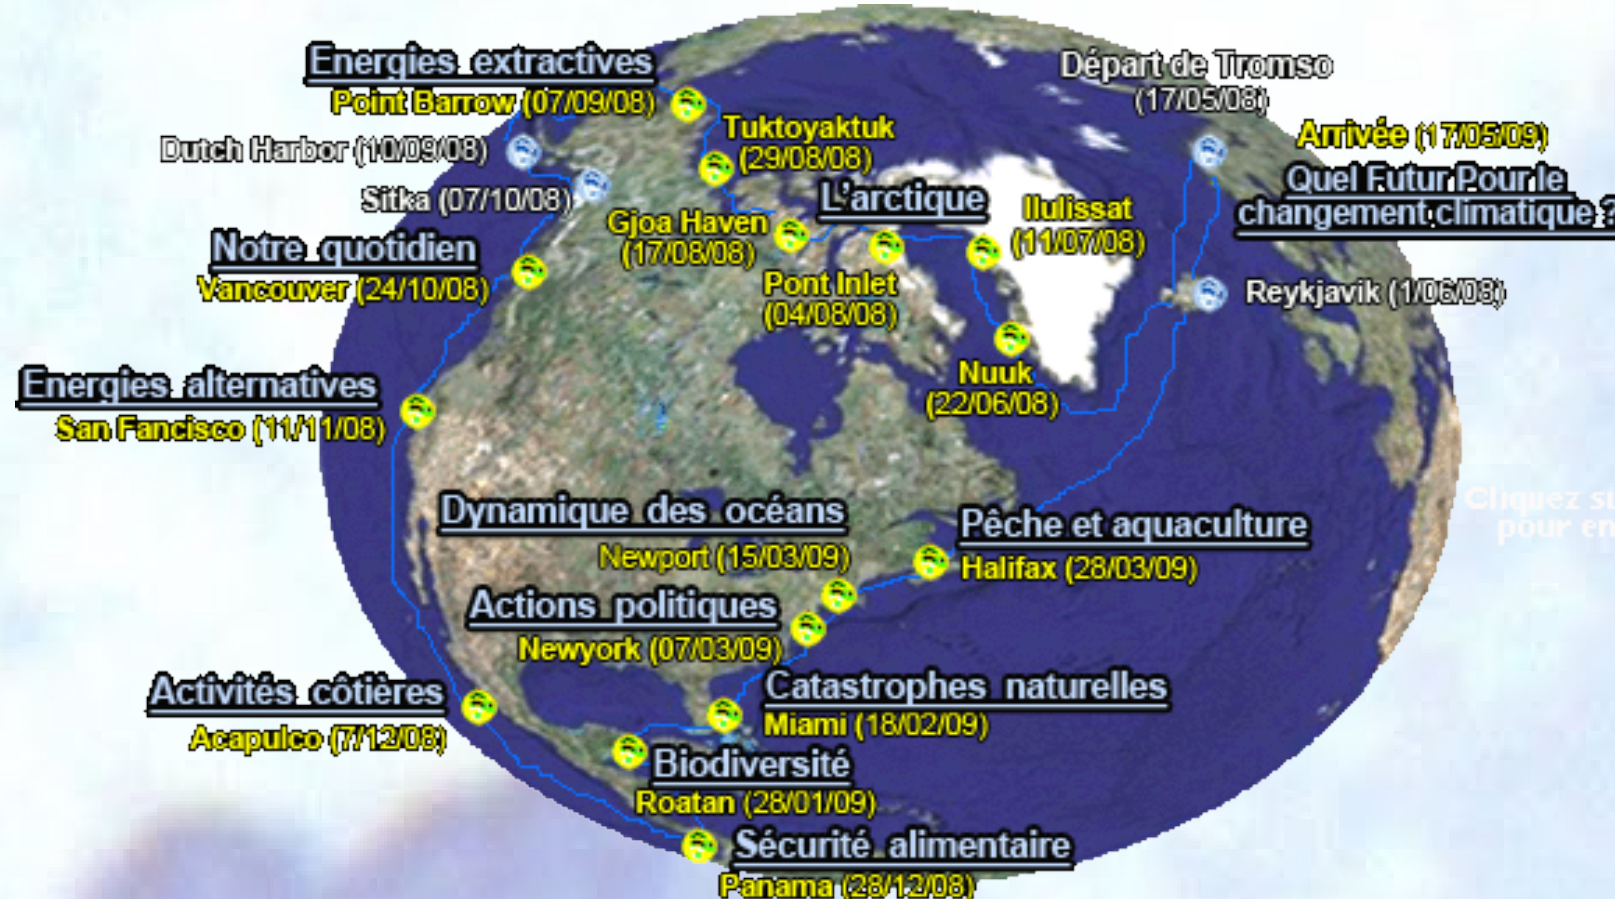 Energies extractives
Point Barrow (07/09/08)
Départ de Tromso
(17/05/08)
Tuktoyaktuk
(29/08/08)
Arrivée (17/05/09)
Dutch Harbor (10/09/08)
Quel Futur Pour le
changement climatique ?
Sitka (07/10/08)
L'arctique
Ilulissat
(11/07/08)
Gjoa Haven
(17/08/08)
Notre quotidien
Vancouver (24/10/08)
Pont Inlet
(04/08/08)
Reykjavik (1/06/08)
Nuuk
(22/06/08)
Energies alternatives
San Fancisco (11/11/08)
Cliquez
pour
Dynamique des océans
Newport (15/03/09)
Pêche et aquaculture
Halifax (28/03/09)
Actions politiques
Newyork (07/03/09)
Activités côtières
Acapulco (7/12/08)
Catastrophes naturelles
Miami (18/02/09)
Biodiversité
Roatan (28/01/09)
Sécurité alimentaire
Panama (28/12/08)